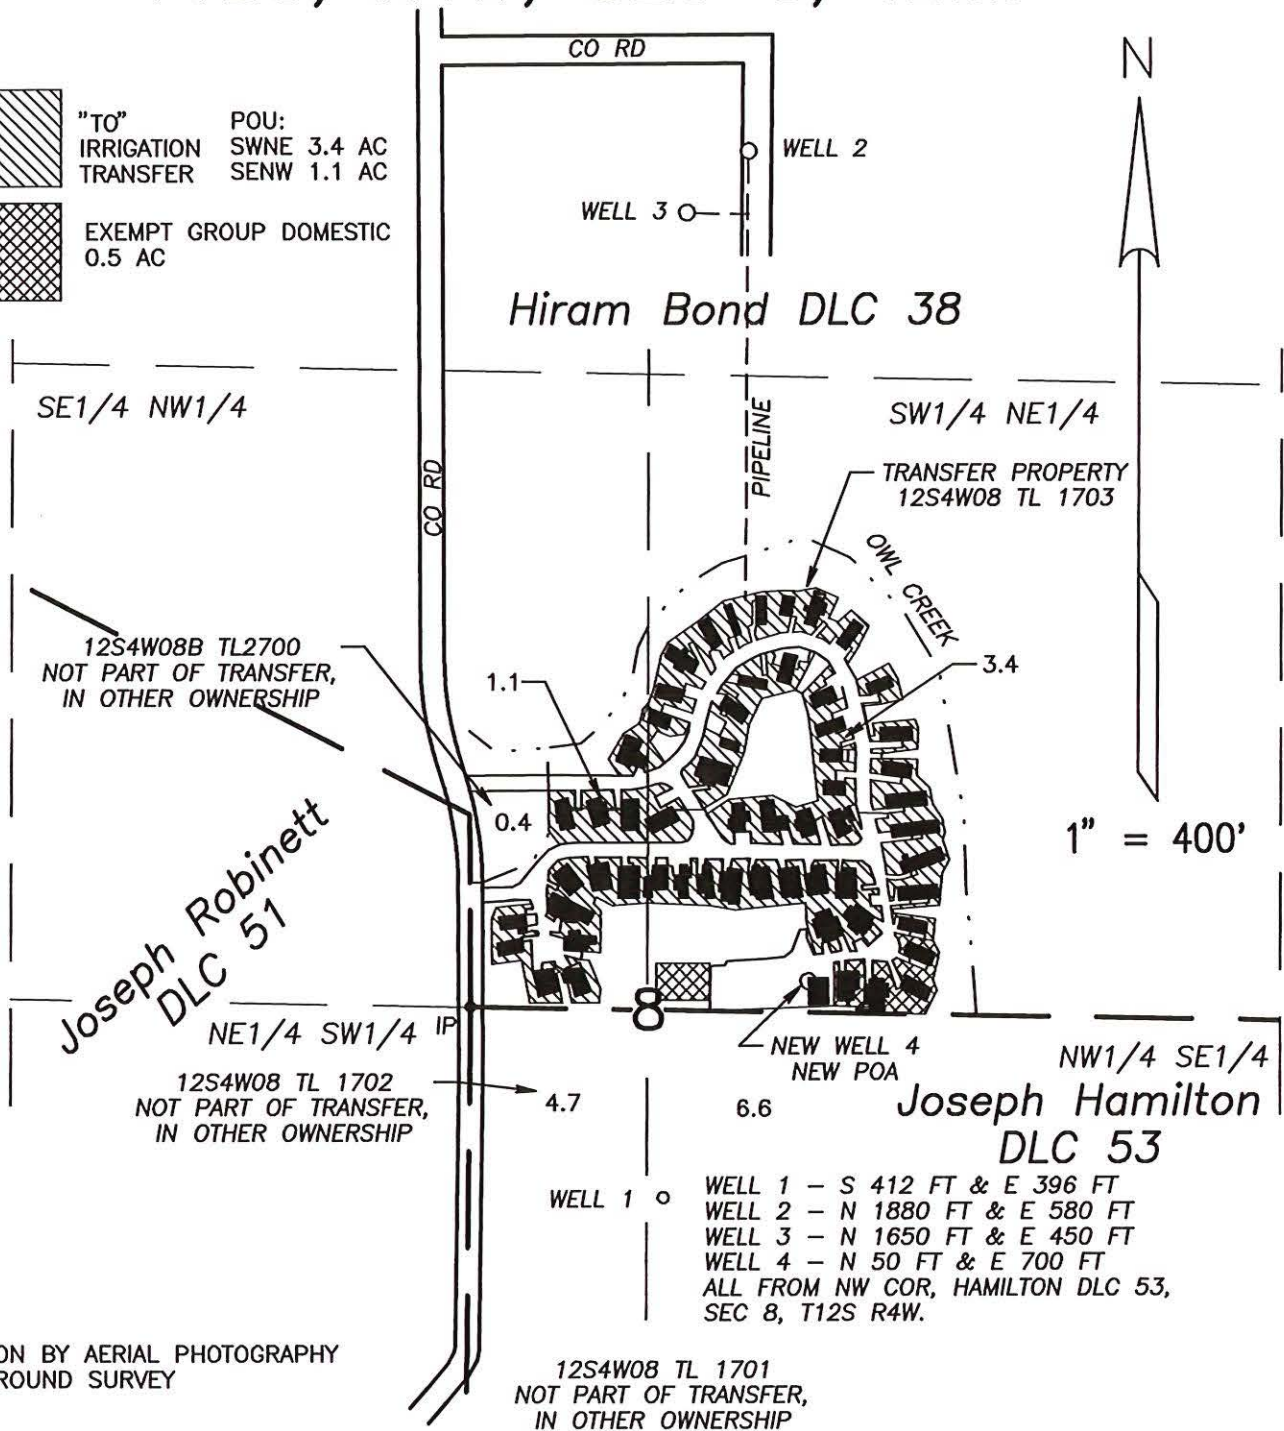 CO RD
N
"TO" POU:
IRRIGATION SWNE 3.4 AC
TRANSFER SENW 1.1 AC
WELL 2
WELL 3
EXEMPT GROUP DOMESTIC
0.5 AC
Hiram Bond DLC 38
SE1/4 NW1/4
SW1/4 NE1/4
PIPELINE
CO RD
TRANSFER PROPERTY
12S4W08 TL 1703
OWL CREEK
12S4W08B TL2700
NOT PART OF TRANSFER,
IN OTHER OWNERSHIP
1.1
3.4
0.4
1" = 400'
Joseph Robinett
DLC 51
8
NE1/4 SW1/4
IP
NEW WELL 4
NEW POA
NW1/4 SE1/4
12S4W08 TL 1702
NOT PART OF TRANSFER,
IN OTHER OWNERSHIP
4.7
6.6
Joseph Hamilton
DLC 53
WELL 1
WELL 1 – S 412 FT & E 396 FT
WELL 2 – N 1880 FT & E 580 FT
WELL 3 – N 1650 FT & E 450 FT
WELL 4 – N 50 FT & E 700 FT
ALL FROM NW COR, HAMILTON DLC 53,
SEC 8, T12S R4W.
ON BY AERIAL PHOTOGRAPHY
ROUND SURVEY
12S4W08 TL 1701
NOT PART OF TRANSFER,
IN OTHER OWNERSHIP